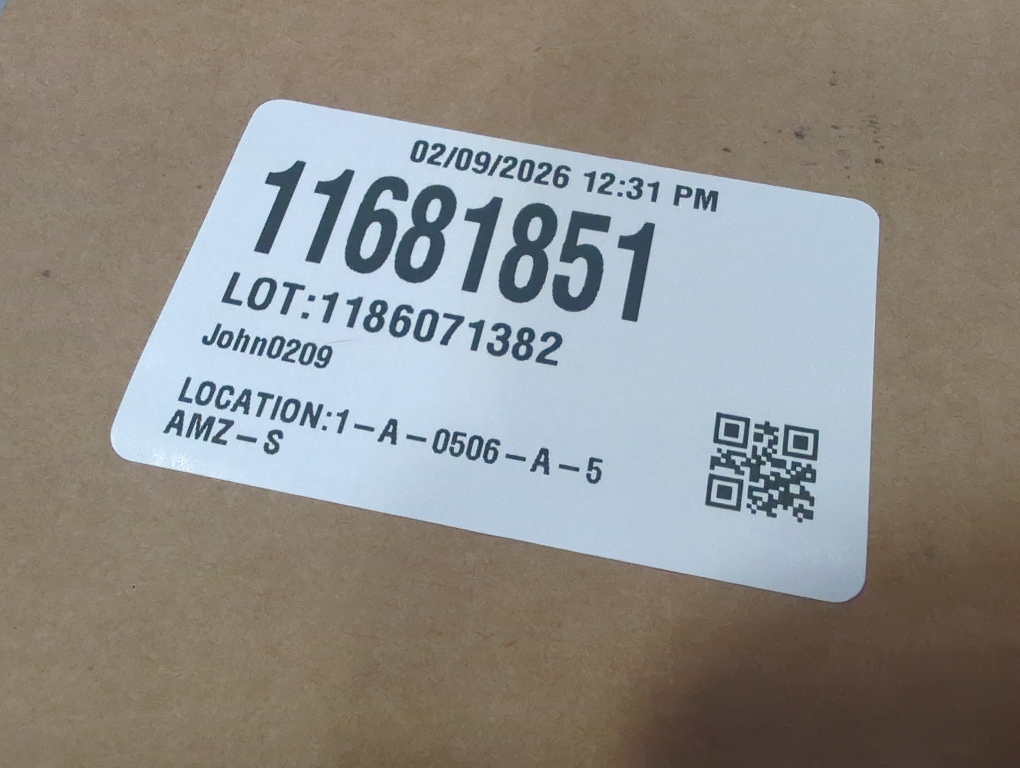 02/09/2026 12:31 PM
11681851
LOT:1186071382
John0209
LOCATION:1-A-0506-A-5
AMZ-S